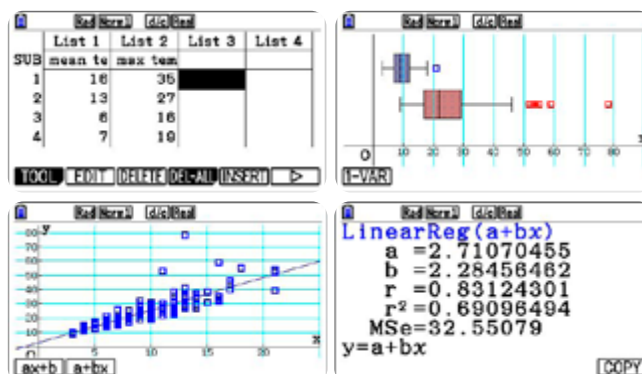 Rad Norm1 d/c Real
List 1 List 2 List 3 List 4
SUB mean te max tem
1 16 35
2 13 27
3 6 16
4 7 19
TOOL EDIT DELETE DEL-ALL INSERT
Rad Norm1 d/c Real
O 10 20 30 40 50 60 80
1-VAR
Rad Norm1 d/c Real
y
80
60
50
40
30
20
10
5 10 15 20
x
ax+b a+bx
Rad Norm1 d/c Real
LinearReg(a+bx)
a =2.71070455
b =2.28456462
r =0.83124301
r²=0.69096494
MSe=32.55079
y=a+bx
COPY